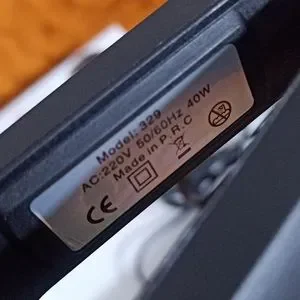 Model: 329
AC:220V 50/60Hz 40W
Made in P.R.C
CE